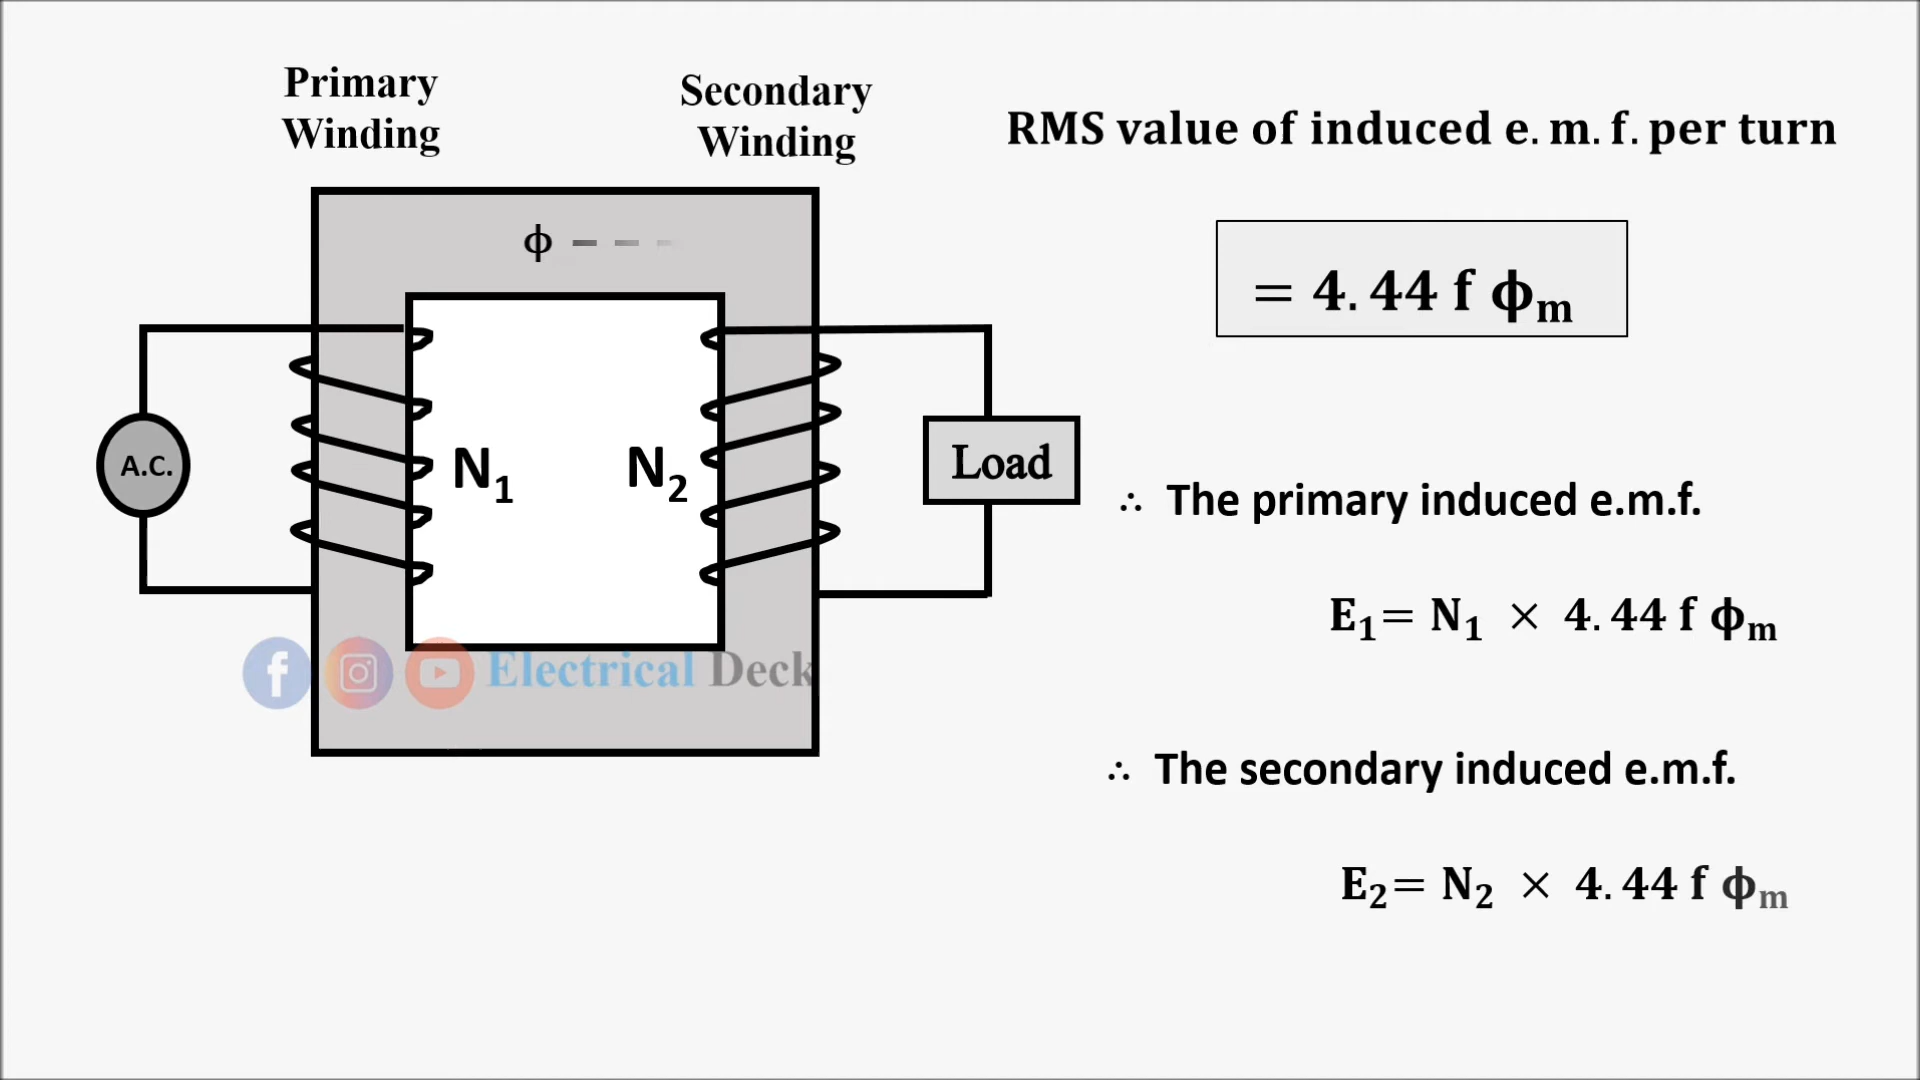 Primary
Winding
Secondary
Winding
RMS value of induced e. m. f. per turn
ϕ
= 4. 44 f ϕₘ
A.C.
N₁
N₂
Load
∴ The primary induced e.m.f.
E₁= N₁ × 4. 44 f ϕₘ
Electrical Deck
∴ The secondary induced e.m.f.
E₂= N₂ × 4. 44 f ϕₘ